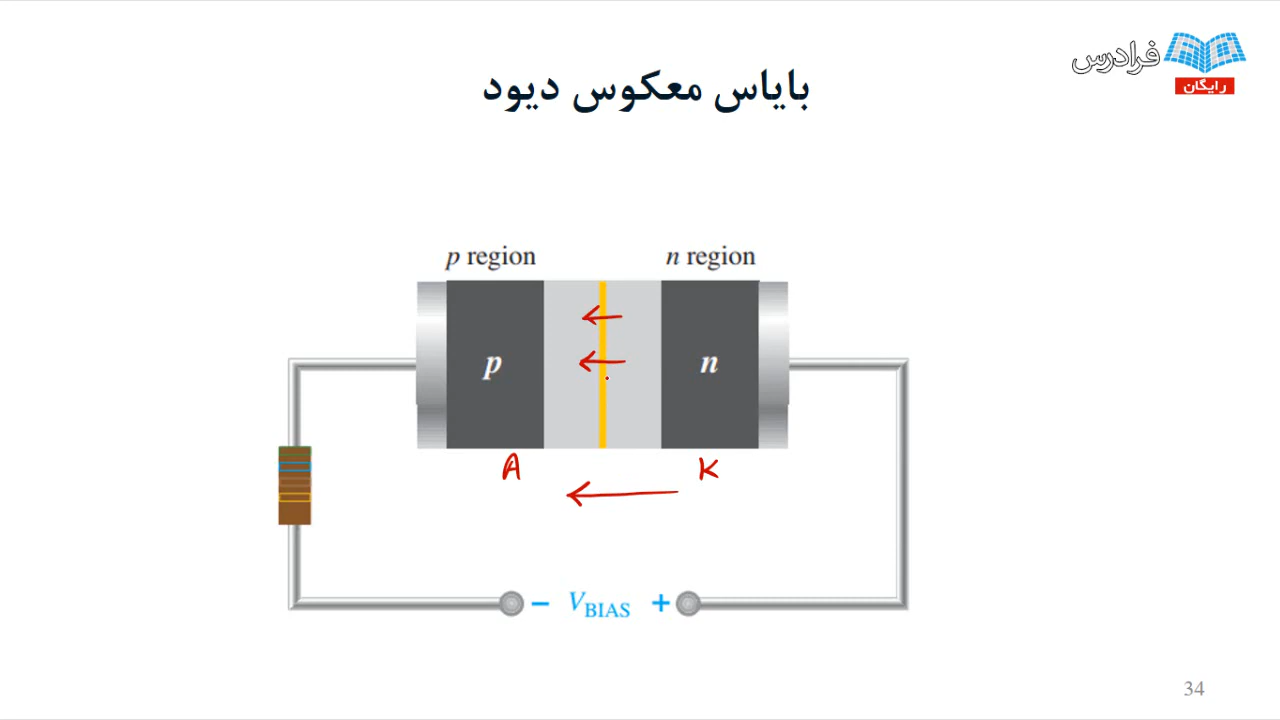 فرادرس
رایگان
بایاس معکوس دیود
p region
n region
p
n
A
K
− VBIAS +
34